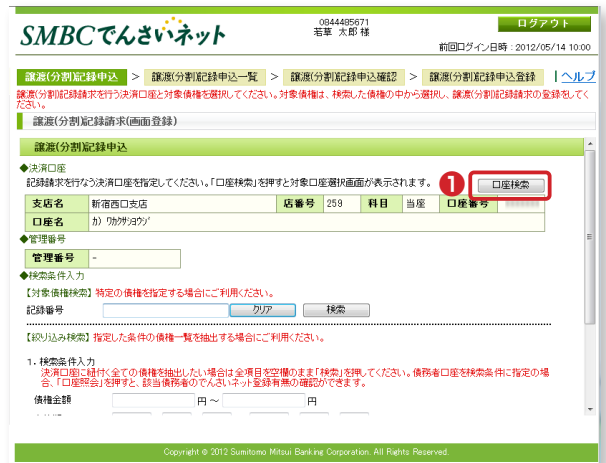 SMBCでんさいネット
0844485671
若草 太郎 様
ログアウト
前回ログイン日時:2012/05/14 10:00
譲渡(分割)記録申込 > 譲渡(分割)記録申込一覧 > 譲渡(分割)記録申込確認 > 譲渡(分割)記録申込登録 ヘルプ
譲渡(分割)記録請求を行う決済口座と対象債権を選択してください。対象債権は、検索した債権の中から選択し、譲渡(分割)記録請求の登録をしてく
ださい。
譲渡(分割)記録請求(画面登録)
譲渡(分割)記録申込
◆決済口座
記録請求を行なう決済口座を指定してください。「口座検索」を押すと対象口座選択画面が表示されます。
1 口座検索
支店名 新宿西口支店 店番号 259 科目 当座 口座番号
口座名 カ) ワカクサショウジ
◆管理番号
管理番号 -
◆検索条件入力
【対象債権検索】特定の債権を指定する場合にご利用ください。
記録番号 クリア 検索
【絞り込み検索】指定した条件の債権一覧を抽出する場合にご利用ください。
1.検索条件入力
決済口座に紐付く全ての債権を抽出したい場合は全項目を空欄のまま「検索」を押してください。債務者口座を検索条件に指定の場
合、「口座照会」を押すと、該当債務者のでんさいネット登録有無の確認ができます。
債権金額 円~ 円
Copyright © 2012 Sumitomo Mitsui Banking Corporation. All Rights Reserved.